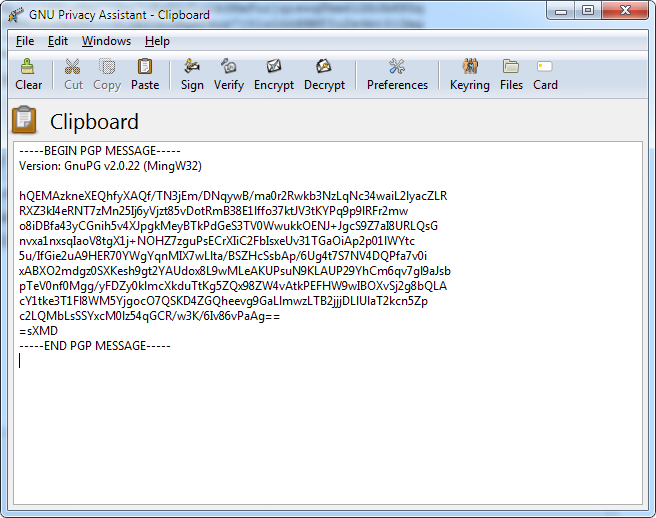 GNU Privacy Assistant - Clipboard
File Edit Windows Help
Clear Cut Copy Paste Sign Verify Encrypt Decrypt Preferences Keyring Files Card
Clipboard
-----BEGIN PGP MESSAGE-----
Version: GnuPG v2.0.22 (MingW32)
hQEMAzkneXEQhfyXAQf/TN3jEm/DNqywB/ma0r2Rwkb3NzLqNc34waiL2lyacZLR
RXZ3kI4eRNT7zMn25Ij6yVjzt85vDotRmB38E1lffo37ktJV3tKYPq9p9IRFr2mw
o8iDBfa43yCGnih5v4XJpgkMeyBTkPdGeS3TV0WwukkOENJ+JgcS9Z7aI8URLQsG
nvxa1nxsqIaoV8tgX1j+NOHZ7zguPsECrXIiC2FbIsxeUv31TGaOiAp2p01IWYtc
5u/IfGie2uA9HER70YWgYqnMIX7wLlta/BSZHcSsbAp/6Ug4t7S7NV4DQPfa7v0i
xABXO2mdgz0SXKesh9gt2YAUdox8L9wMLeAKUPsuN9KLAUP29YhCm6qv7gl9aJsb
pTeV0nf0Mgg/yFDZy0klmcXkduTtKg5ZQx98ZW4vAtkPEFHW9wIBOXvSj2g8bQLA
cY1tke3T1Fl8WM5YjgocO7QSKD4ZGQheevg9GaLlmwzLTB2jjjDLlUlaT2kcn5Zp
c2LQMbLsSSYxcM0lz54qGCR/w3K/6Iv86vPaAg==
=sXMD
-----END PGP MESSAGE-----